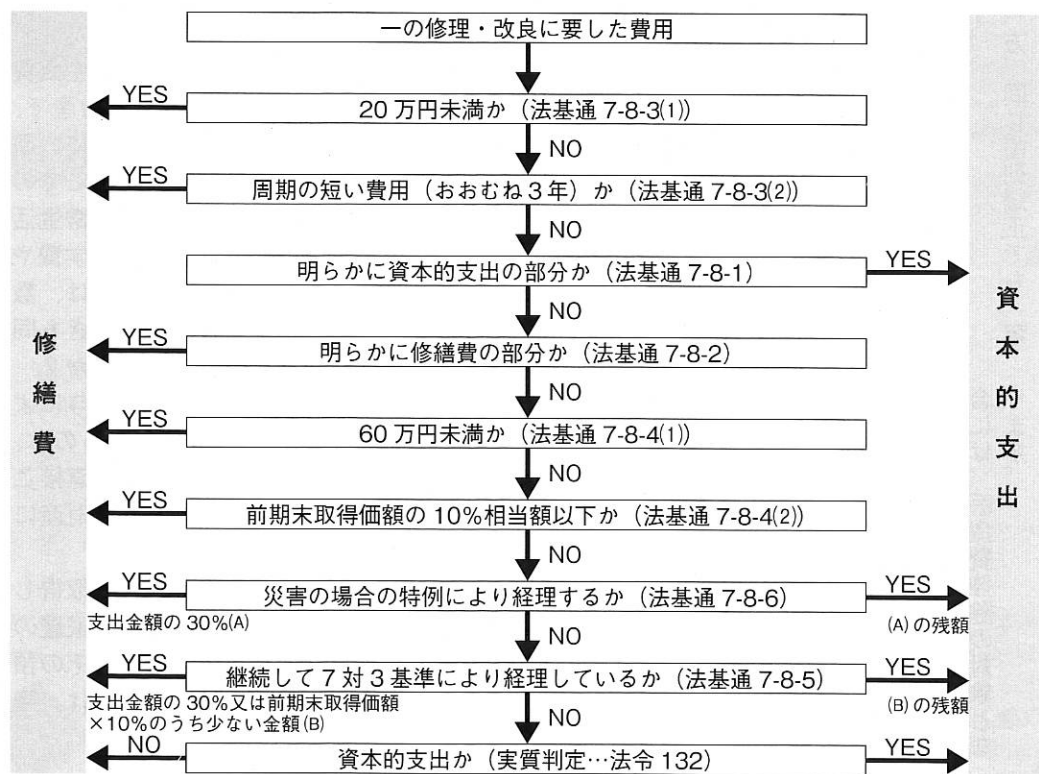 一の修理・改良に要した費用
YES
20万円未満か（法基通 7-8-3⑴）
NO
YES
周期の短い費用（おおむね3年）か（法基通 7-8-3⑵）
NO
明らかに資本的支出の部分か（法基通 7-8-1）
YES
NO
YES
明らかに修繕費の部分か（法基通 7-8-2）
NO
YES
60万円未満か（法基通 7-8-4⑴）
NO
YES
前期末取得価額の10％相当額以下か（法基通 7-8-4⑵）
NO
YES
支出金額の30％(A)
災害の場合の特例により経理するか（法基通 7-8-6）
YES
(A)の残額
NO
YES
支出金額の30％又は前期末取得価額
×10％のうち少ない金額(B)
継続して7対3基準により経理しているか（法基通 7-8-5）
YES
(B)の残額
NO
NO
資本的支出か（実質判定…法令132）
YES
修繕費
資本的支出